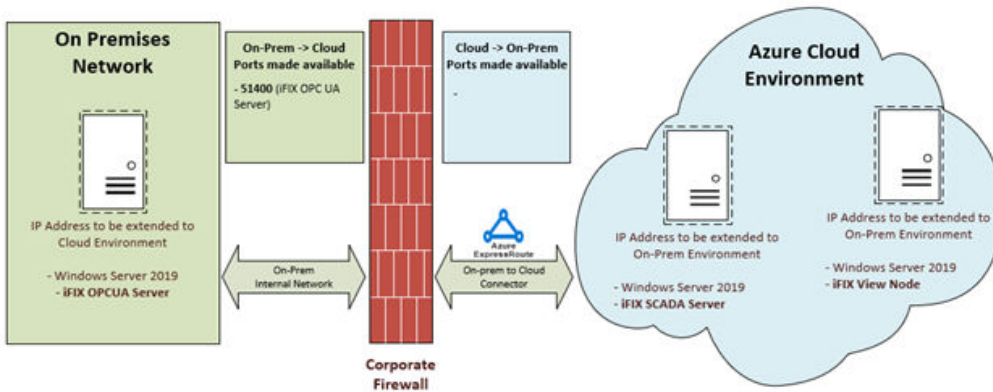 On Premises
Network
IP Address to be extended to
Cloud Environment
- Windows Server 2019
- iFIX OPCUA Server
On-Prem -> Cloud
Ports made available
- 51400 (iFIX OPC UA
Server)
On-Prem
Internal Network
Corporate
Firewall
Cloud -> On-Prem
Ports made available
-
Azure
ExpressRoute
On-prem to Cloud
Connector
Azure Cloud
Environment
IP Address to be extended to
On-Prem Environment
- Windows Server 2019
- iFIX SCADA Server
IP Address to be extended to
On-Prem Environment
- Windows Server 2019
- iFIX View Node